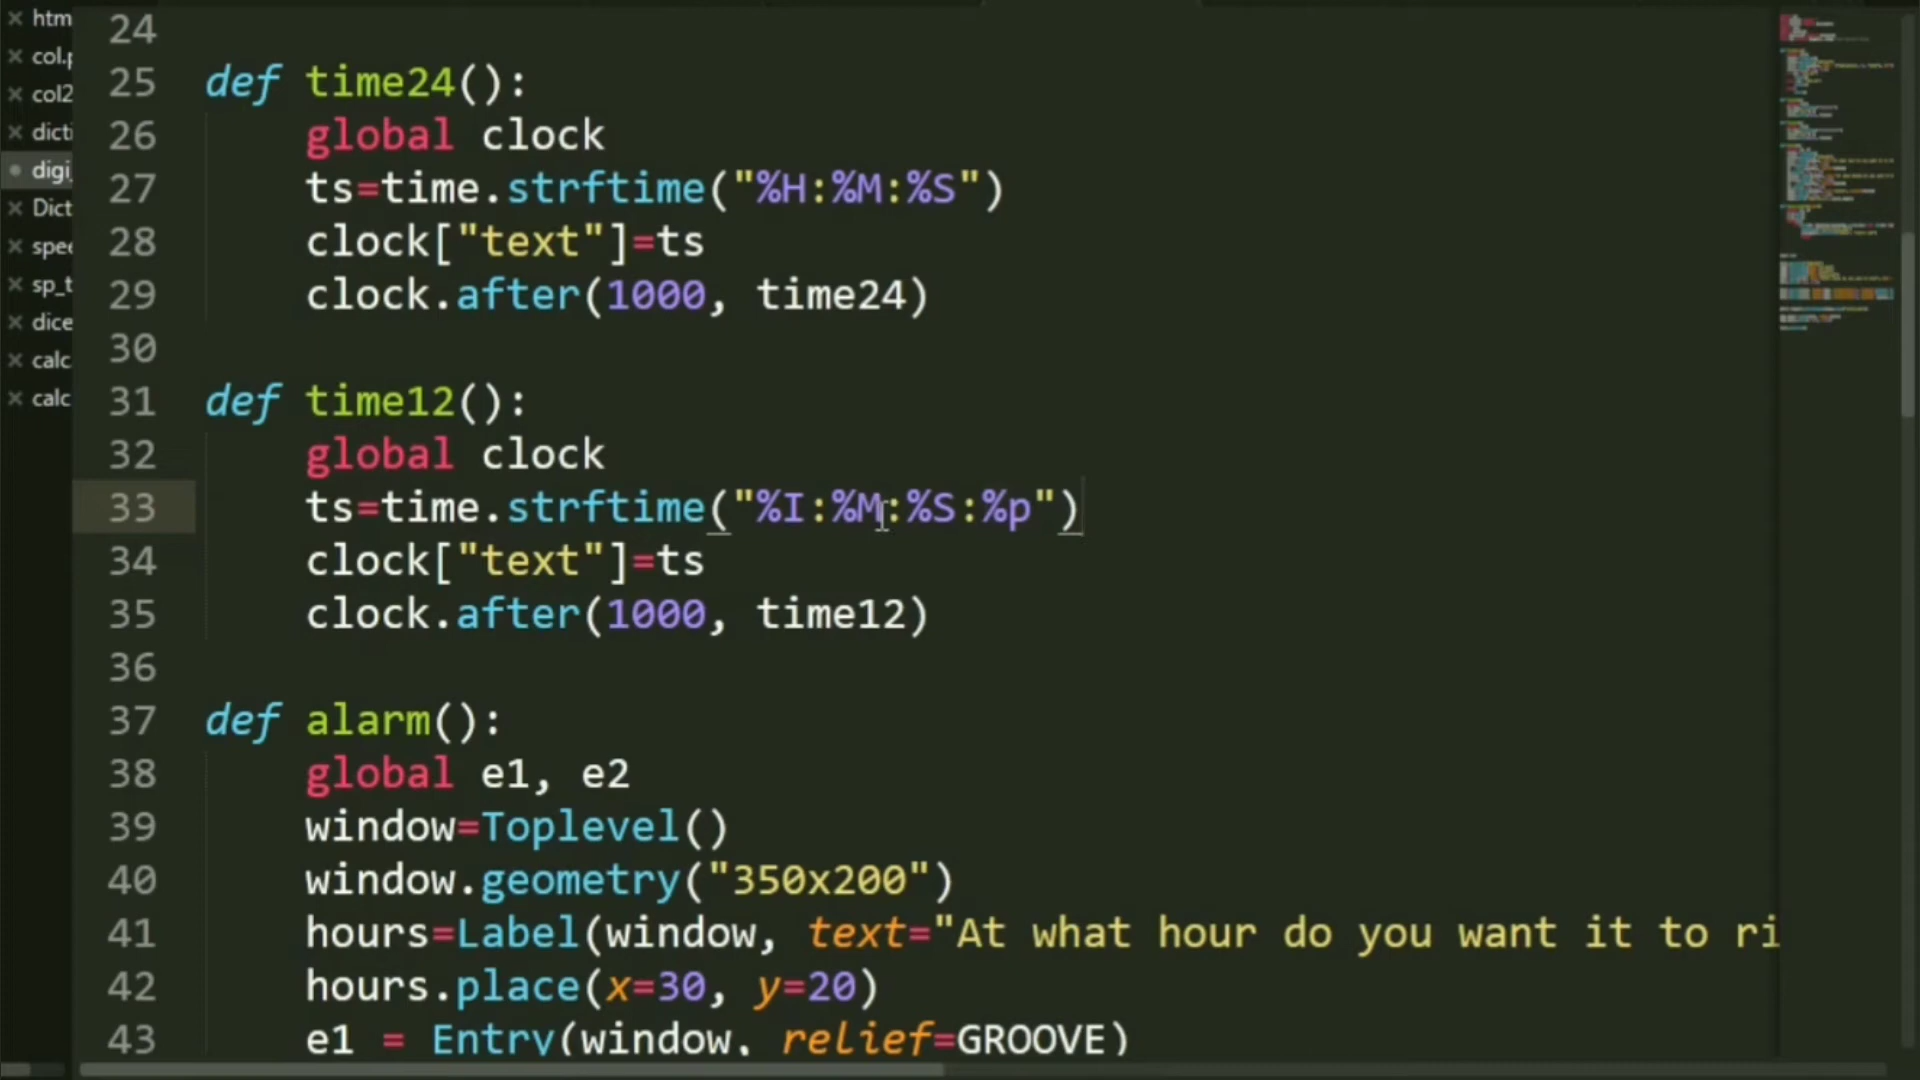 htm
col.p
col2
dicti
digi_
Dict
spee
sp_t
dice
calc
calc
24
25 def time24():
26 global clock
27 ts=time.strftime("%H:%M:%S")
28 clock["text"]=ts
29 clock.after(1000, time24)
30
31 def time12():
32 global clock
33 ts=time.strftime("%I:%M:%S:%p")
34 clock["text"]=ts
35 clock.after(1000, time12)
36
37 def alarm():
38 global e1, e2
39 window=Toplevel()
40 window.geometry("350x200")
41 hours=Label(window, text="At what hour do you want it to ri
42 hours.place(x=30, y=20)
43 e1 = Entry(window, relief=GROOVE)